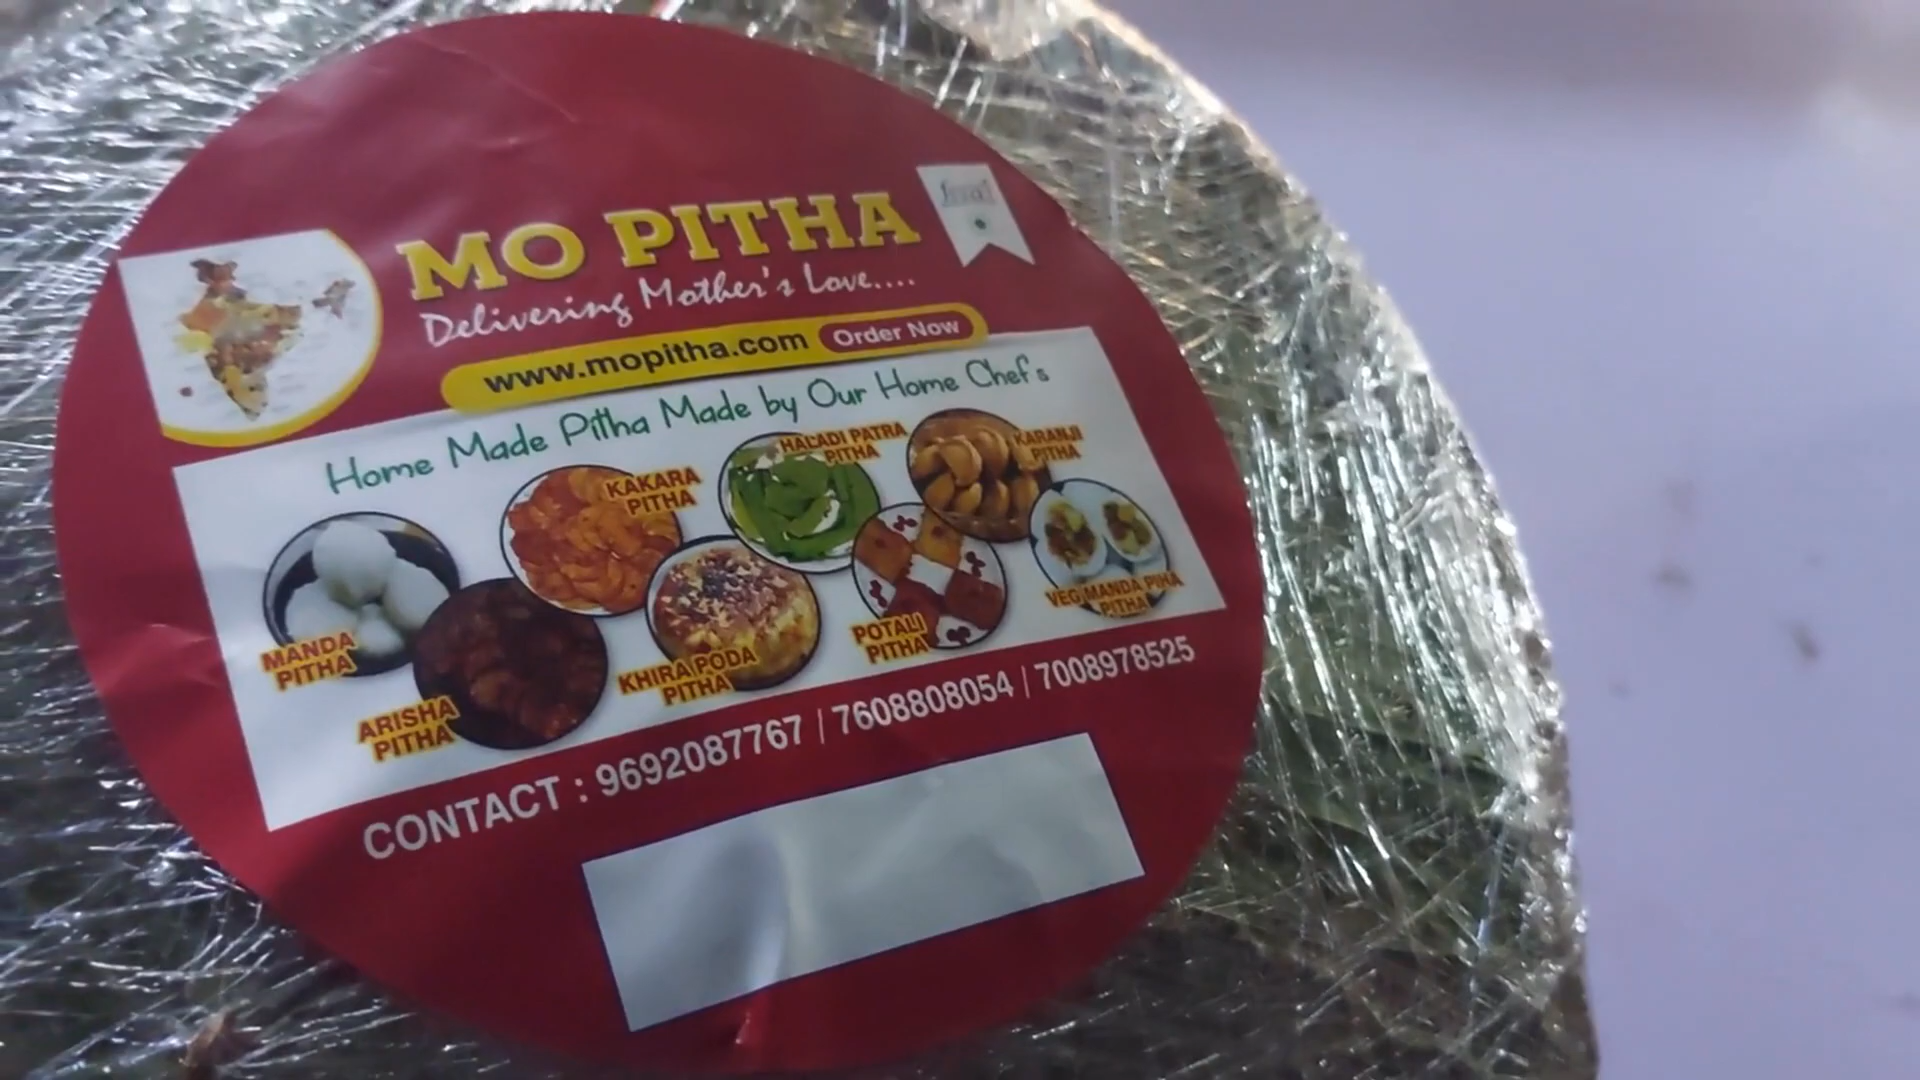 MO PITHA
Delivering Mother's Love....
www.mopitha.com Order Now
Home Made Pitha Made by Our Home Chef's
MANDA
PITHA
ARISHA
PITHA
KAKARA
PITHA
KHIRA PODA
PITHA
HALADI PATRA
PITHA
POTALI
PITHA
KARANJI
PITHA
VEG MANDA PIHA
PITHA
CONTACT : 9692087767 | 7608808054 | 7008978525